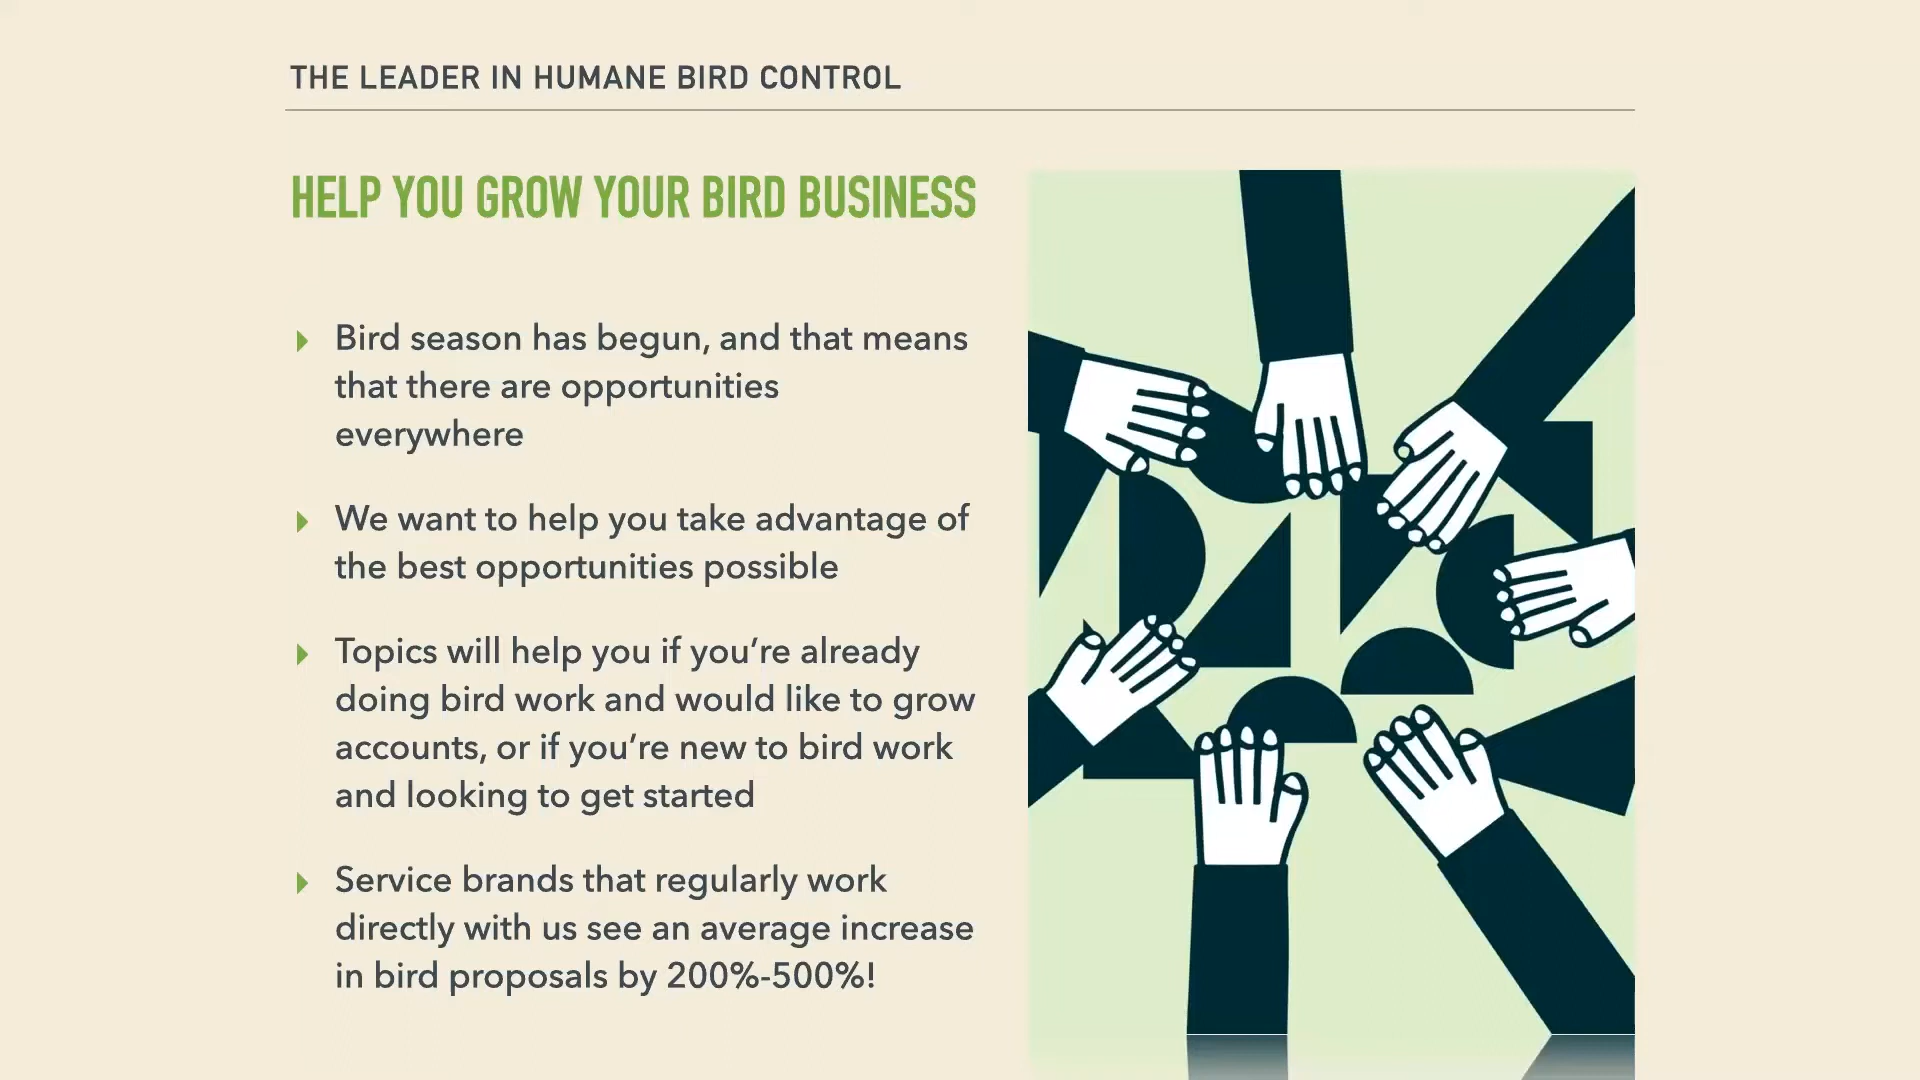 THE LEADER IN HUMANE BIRD CONTROL
HELP YOU GROW YOUR BIRD BUSINESS
Bird season has begun, and that means
that there are opportunities
everywhere
We want to help you take advantage of
the best opportunities possible
Topics will help you if you’re already
doing bird work and would like to grow
accounts, or if you’re new to bird work
and looking to get started
Service brands that regularly work
directly with us see an average increase
in bird proposals by 200%-500%!